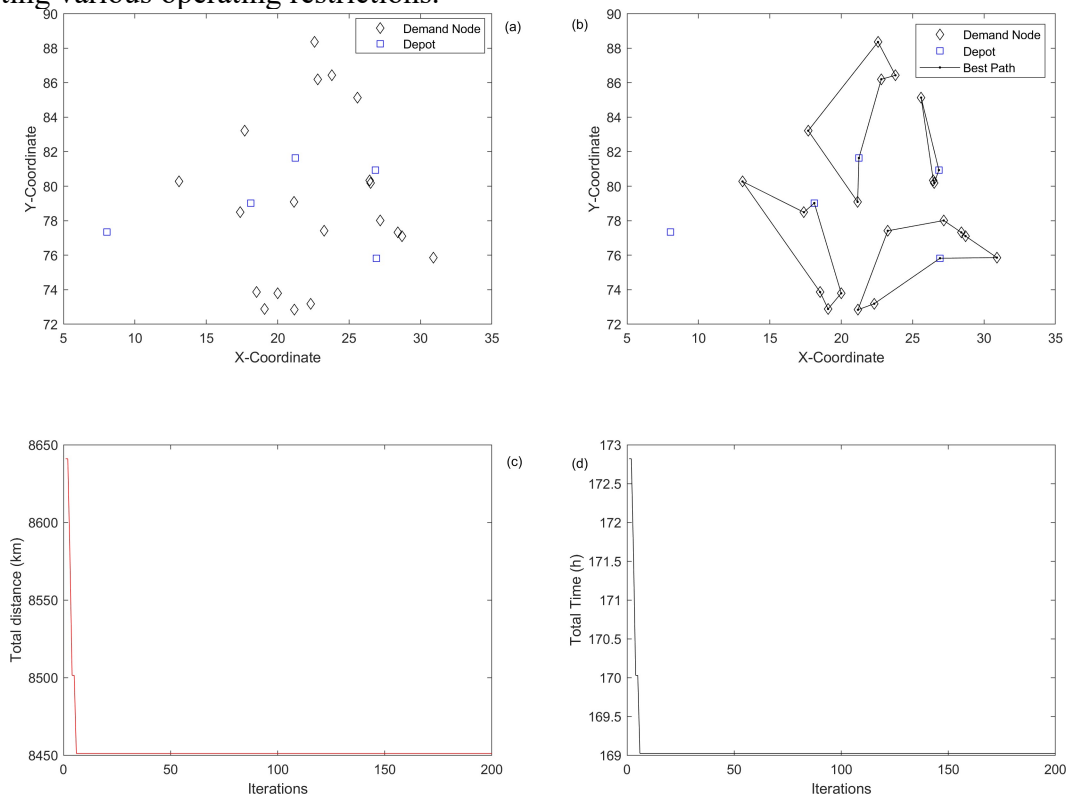 ting various operating restrictions.
(a)
Demand Node
Depot
90
88
86
84
82
80
78
76
74
72
Y-Coordinate
5 10 15 20 25 30 35
X-Coordinate
(b)
Demand Node
Depot
Best Path
90
88
86
84
82
80
78
76
74
72
Y-Coordinate
5 10 15 20 25 30 35
X-Coordinate
(c)
8650
8600
8550
8500
8450
Total distance (km)
0 50 100 150 200
Iterations
(d)
173
172.5
172
171.5
171
170.5
170
169.5
169
Total Time (h)
0 50 100 150 200
Iterations